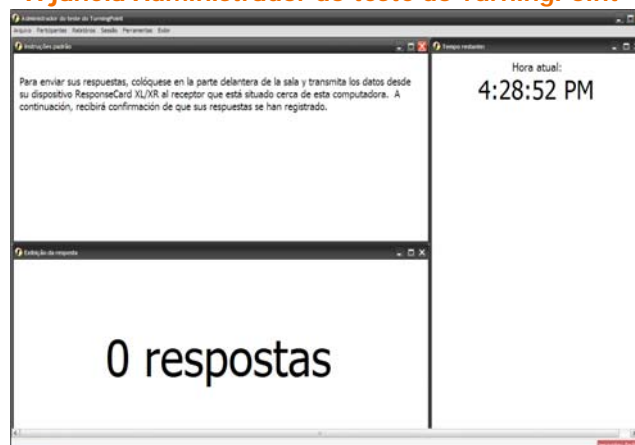 A janela Administrador do teste do TurningPoint
Administrador do teste do TurningPoint
Arquivo Participantes Relatórios Sessão Ferramentas Exibir
Instruções padrão
Tempo restante
Para enviar sus respuestas, colóquese en la parte delantera de la sala y transmita los datos desde
su dispositivo ResponseCard XL/XR al receptor que está situado cerca de esta computadora. A
continuación, recibirá confirmación de que sus respuestas se han registrado.
Hora atual:
4:28:52 PM
Exibição da resposta
0 respostas